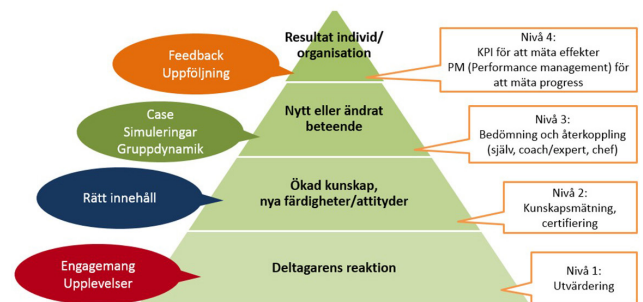 Resultat individ/
organisation
Feedback
Uppföljning
Nivå 4:
KPI för att mäta effekter
PM (Performance management) för
att mäta progress
Case
Simuleringar
Gruppdynamik
Nytt eller ändrat
beteende
Nivå 3:
Bedömning och återkoppling
(själv, coach/expert, chef)
Rätt innehåll
Ökad kunskap,
nya färdigheter/attityder
Nivå 2:
Kunskapsmätning,
certifiering
Engagemang
Upplevelser
Deltagarens reaktion
Nivå 1:
Utvärdering